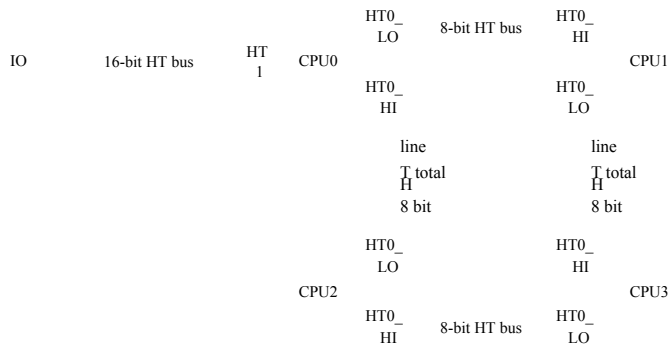 HT0_
LO
8-bit HT bus
HT0_
HI
IO
16-bit HT bus
HT
1
CPU0
CPU1
HT0_
HI
HT0_
LO
line
T total
H
8 bit
line
T total
H
8 bit
HT0_
LO
HT0_
HI
CPU2
CPU3
HT0_
HI
8-bit HT bus
HT0_
LO